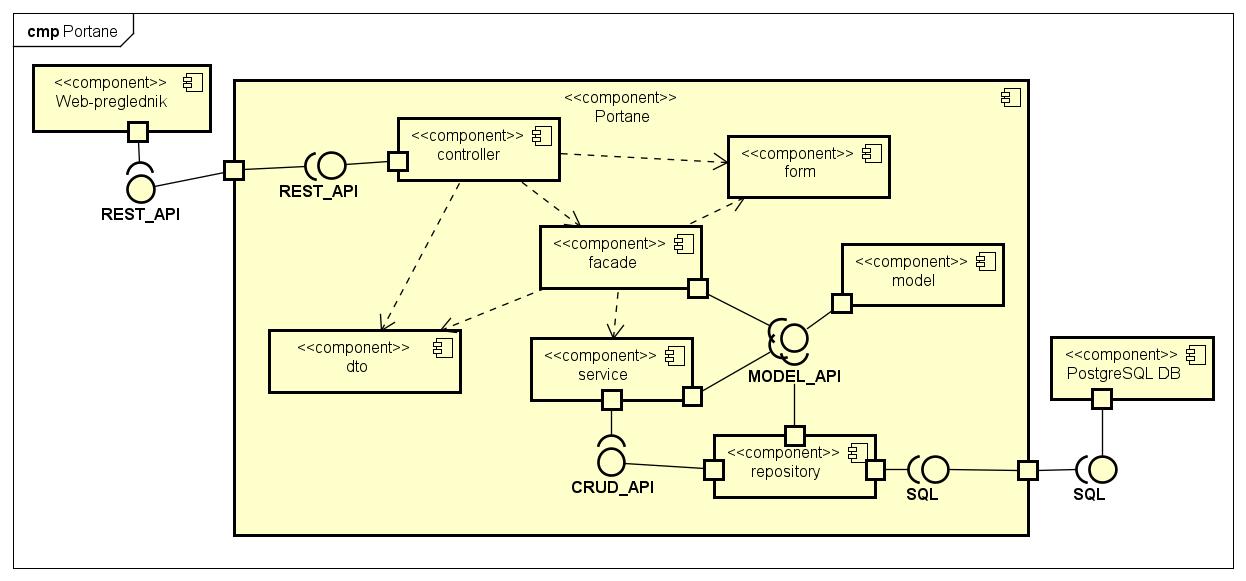 cmp Portane
<<component>>
Web-preglednik
REST_API
<<component>>
Portane
REST_API
<<component>>
controller
<<component>>
form
<<component>>
facade
<<component>>
model
<<component>>
dto
<<component>>
service
MODEL_API
<<component>>
PostgreSQL DB
CRUD_API
<<component>>
repository
SQL
SQL